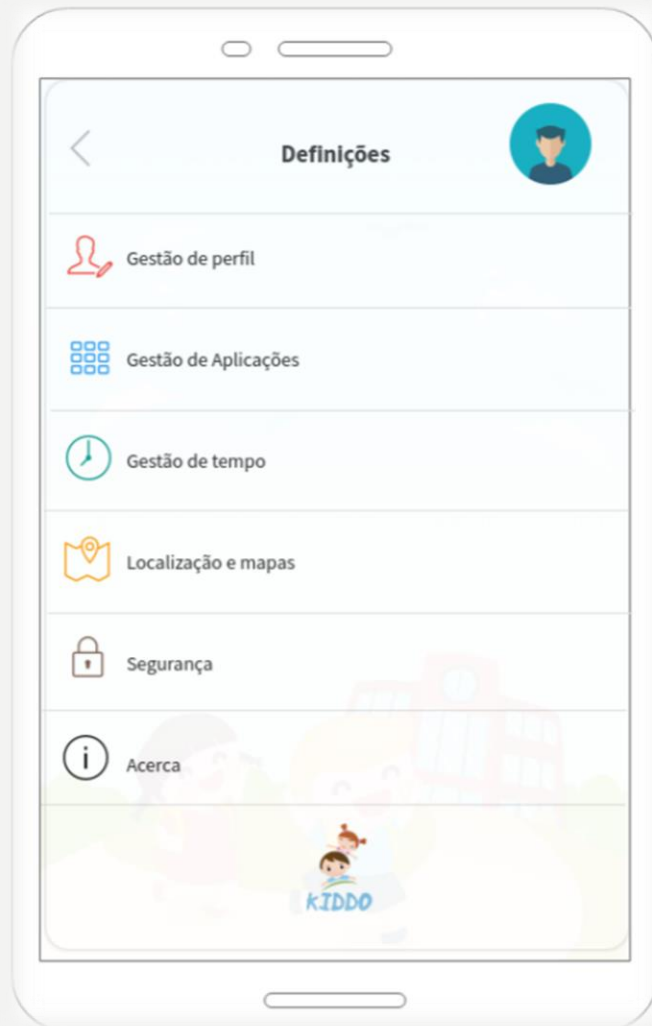 Definições
Gestão de perfil
Gestão de Aplicações
Gestão de tempo
Localização e mapas
Segurança
Acerca
KIDDO